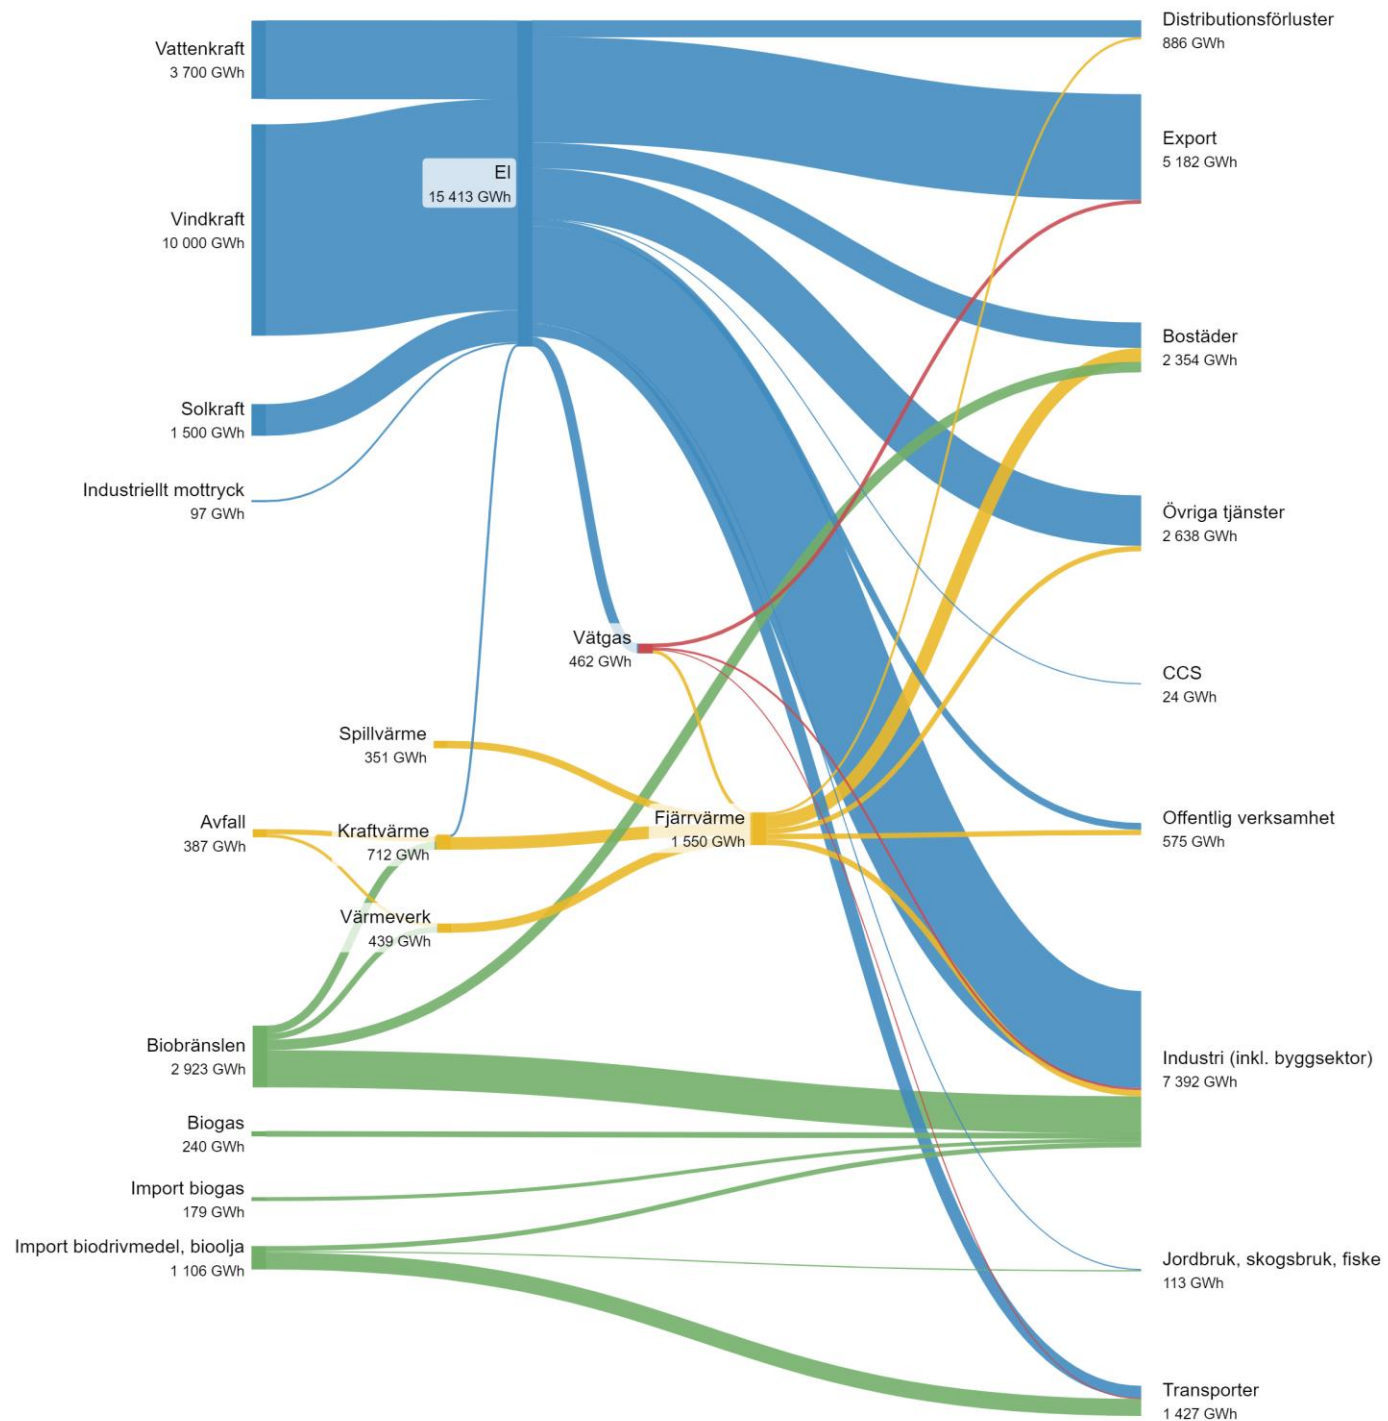 Vattenkraft
3 700 GWh
Vindkraft
10 000 GWh
Solkraft
1 500 GWh
Industriellt mottryck
97 GWh
El
15 413 GWh
Vätgas
462 GWh
Spillvärme
351 GWh
Avfall
387 GWh
Kraftvärme
712 GWh
Värmeverk
439 GWh
Fjärrvärme
1 550 GWh
Biobränslen
2 923 GWh
Biogas
240 GWh
Import biogas
179 GWh
Import biodrivmedel, bioolja
1 106 GWh
Distributionsförluster
886 GWh
Export
5 182 GWh
Bostäder
2 354 GWh
Övriga tjänster
2 638 GWh
CCS
24 GWh
Offentlig verksamhet
575 GWh
Industri (inkl. byggsektor)
7 392 GWh
Jordbruk, skogsbruk, fiske
113 GWh
Transporter
1 427 GWh